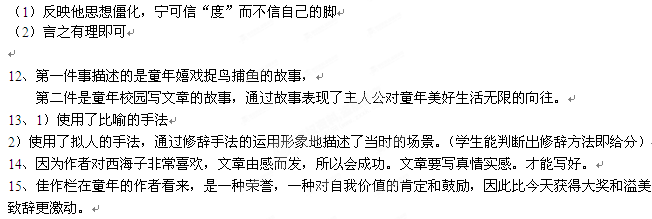 （1）反映他思想僵化，宁可信“度”而不信自己的脚
（2）言之有理即可
12、第一件事描述的是童年嬉戏捉鸟捕鱼的故事，
第二件是童年校园写文章的故事，通过故事表现了主人公对童年美好生活无限的向往。
13、1）使用了比喻的手法
2）使用了拟人的手法，通过修辞手法的运用形象地描述了当时的场景。（学生能判断出修辞方法即给分）
14、因为作者对西海子非常喜欢，文章由感而发，所以会成功。文章要写真情实感。才能写好。
15、佳作栏在童年的作者看来，是一种荣誉，一种对自我价值的肯定和鼓励，因此比今天获得大奖和溢美
致辞更激动。